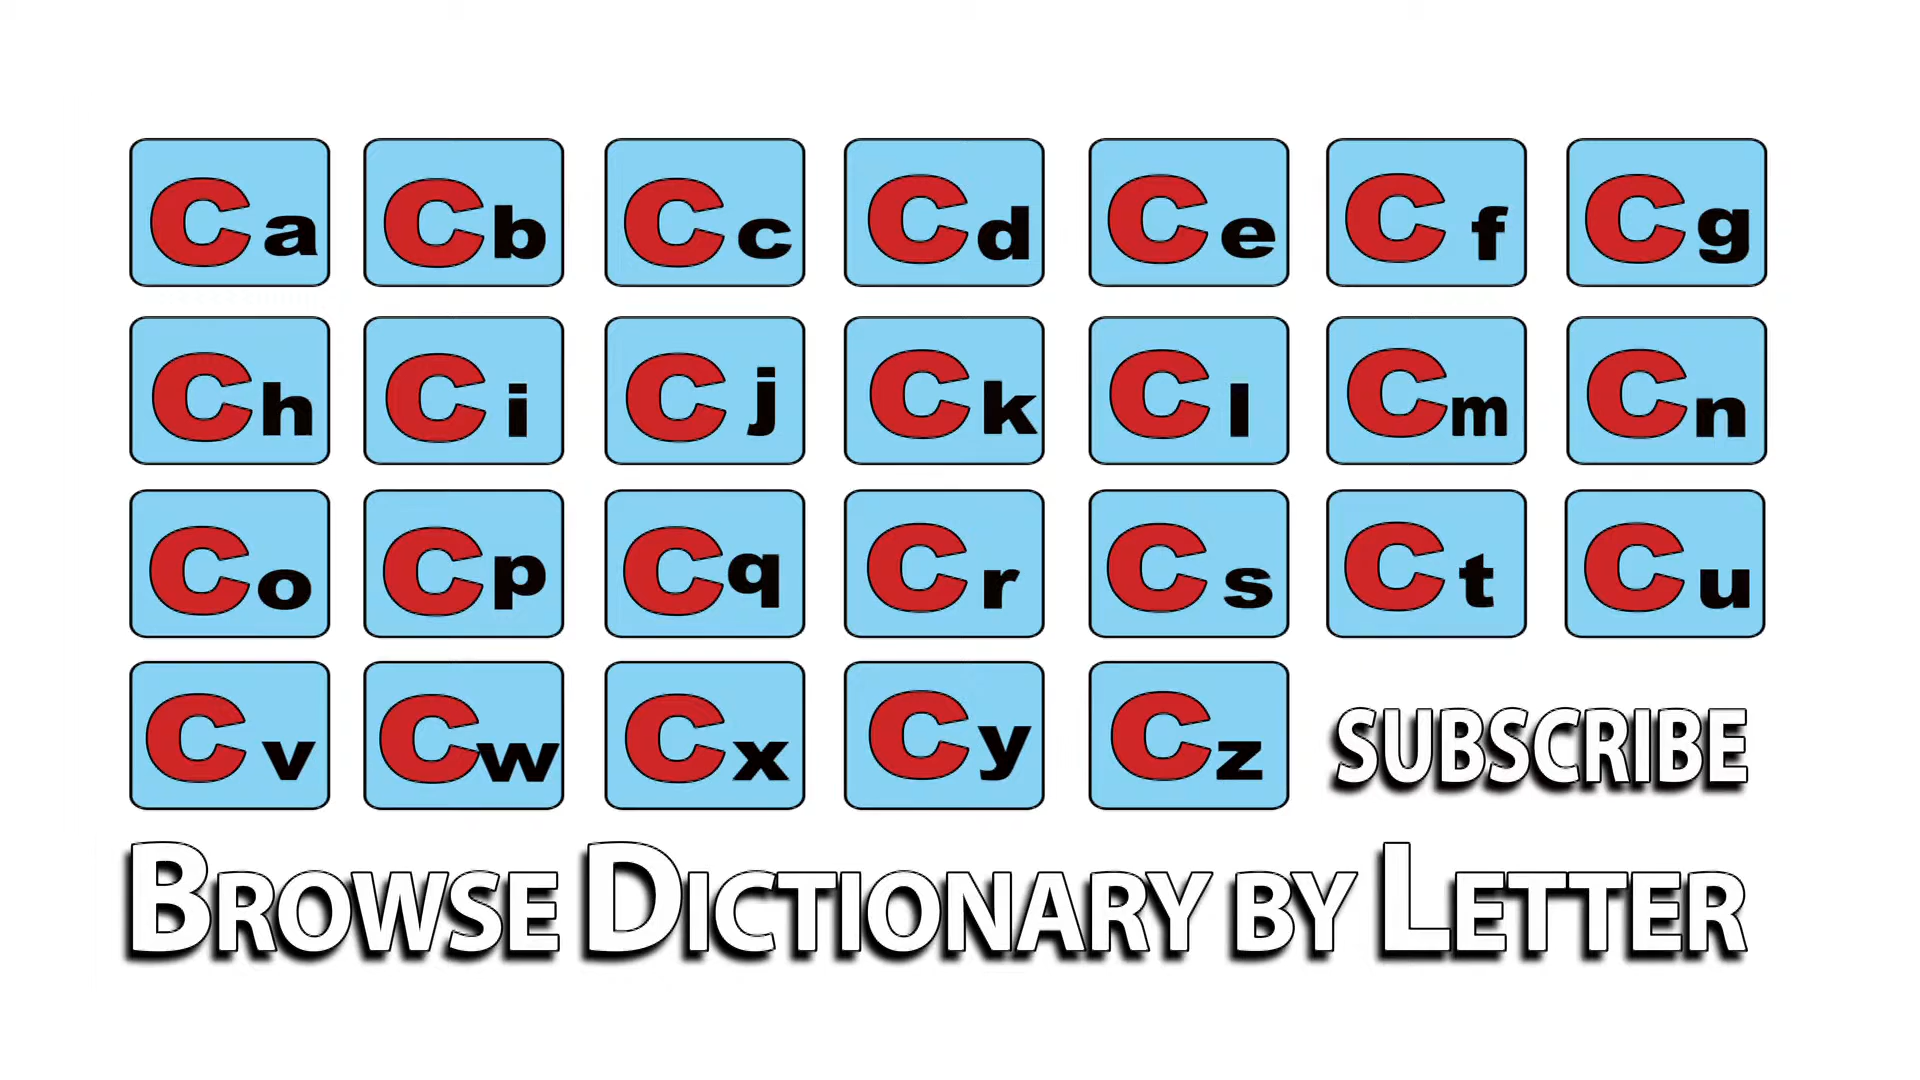 Ca Cb Cc Cd Ce Cf Cg
Ch Ci Cj Ck Cl Cm Cn
Co Cp Cq Cr Cs Ct Cu
Cv Cw Cx Cy Cz SUBSCRIBE
BROWSE DICTIONARY BY LETTER